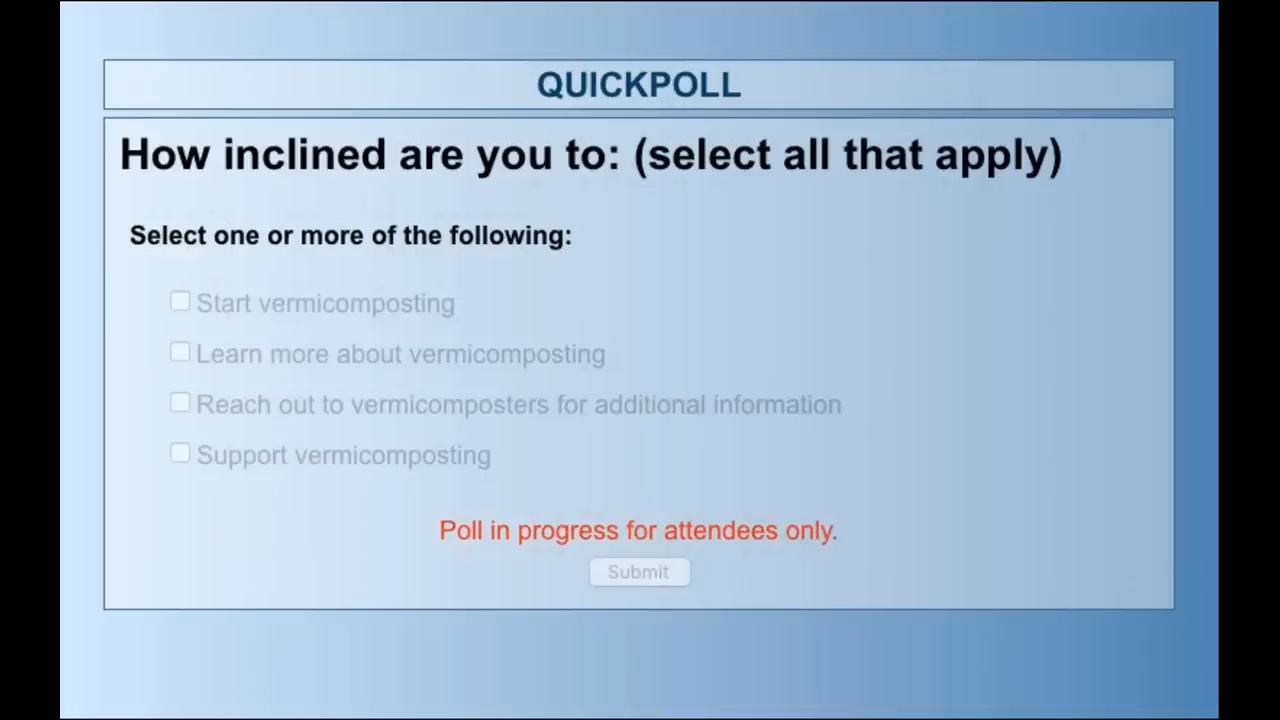 QUICKPOLL
How inclined are you to: (select all that apply)
Select one or more of the following:
Start vermicomposting
Learn more about vermicomposting
Reach out to vermicomposters for additional information
Support vermicomposting
Poll in progress for attendees only.
Submit